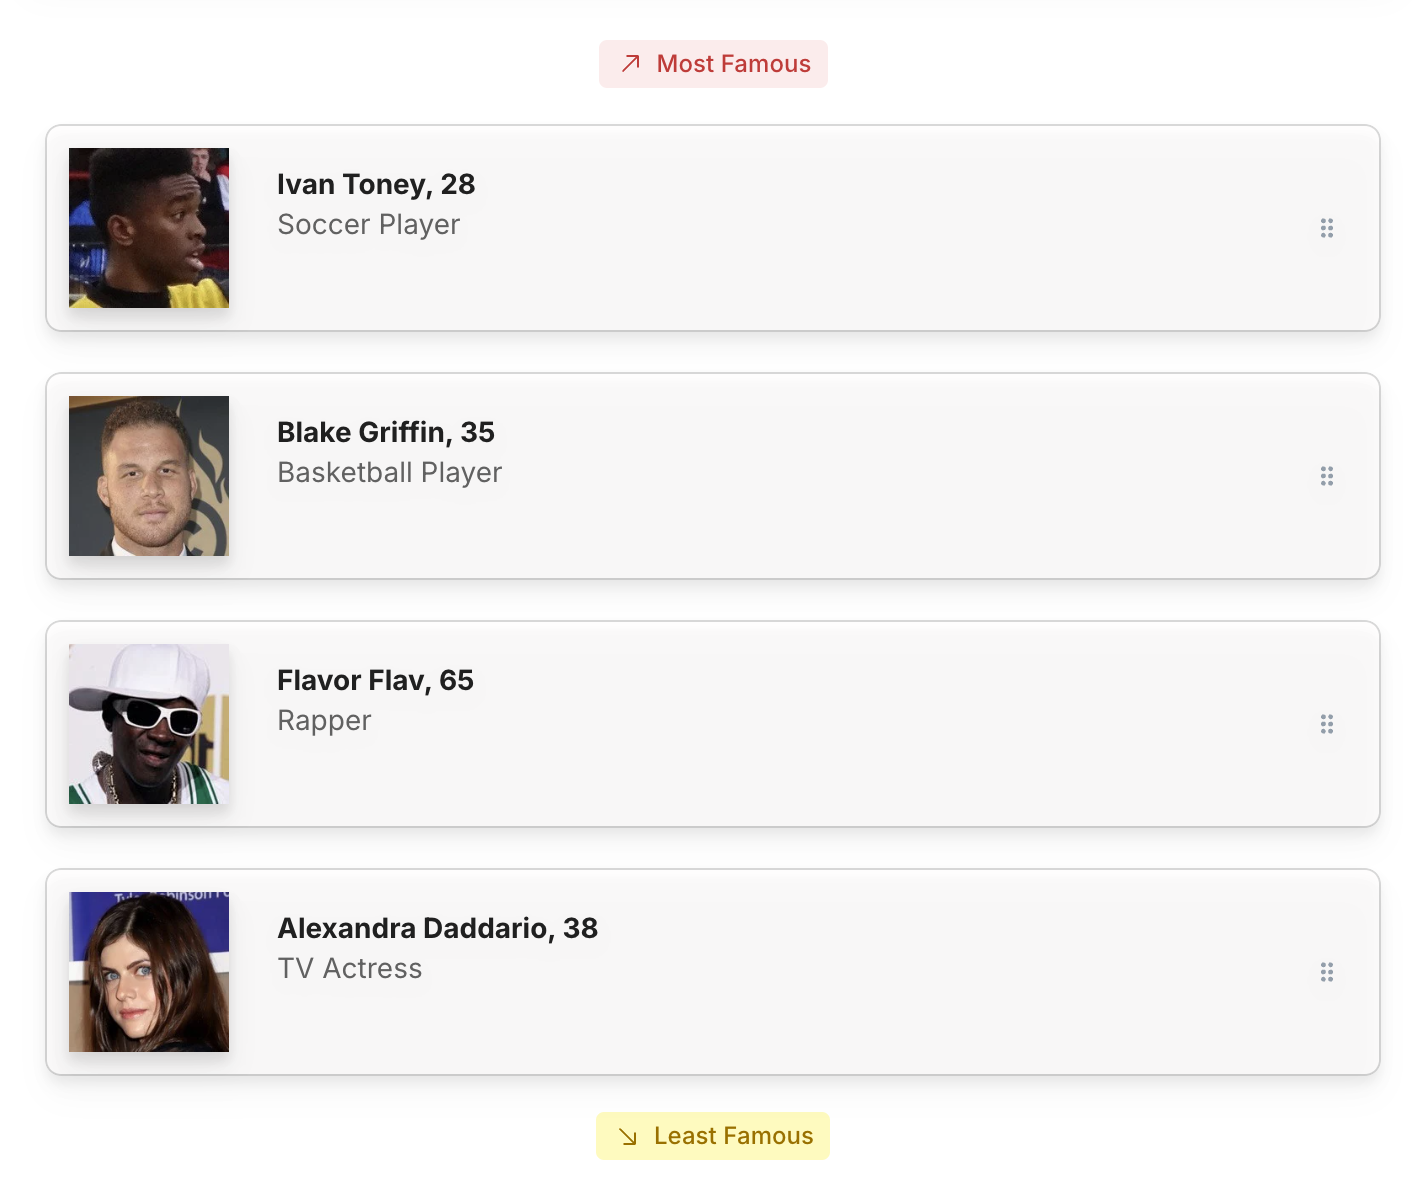 Most Famous
Ivan Toney, 28
Soccer Player
Blake Griffin, 35
Basketball Player
Flavor Flav, 65
Rapper
Alexandra Daddario, 38
TV Actress
Least Famous